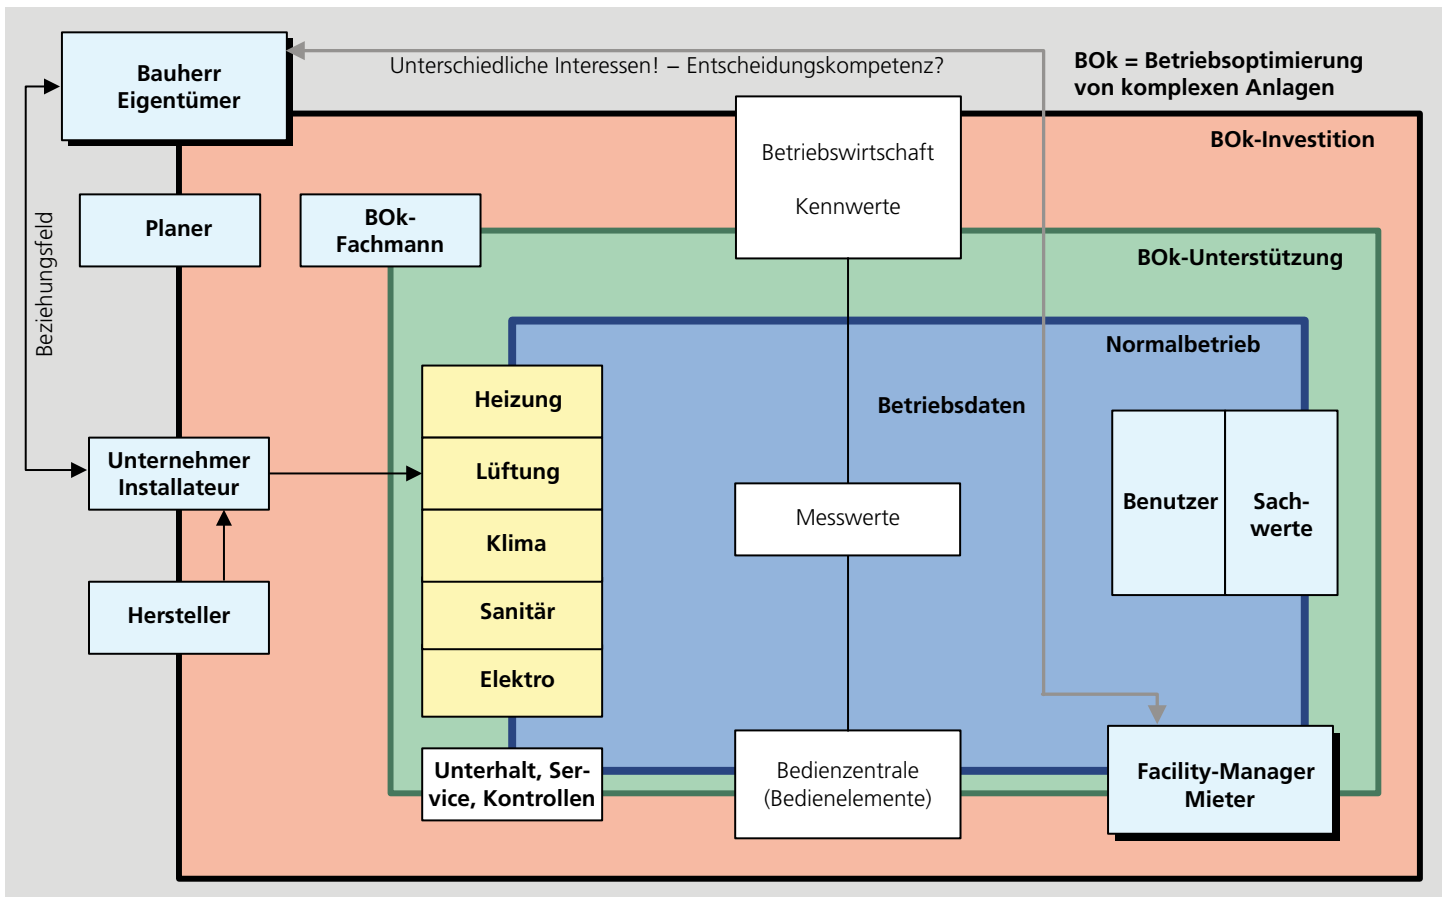 Bauherr
Eigentümer
Unterschiedliche Interessen! – Entscheidungskompetenz?
BOk = Betriebsoptimierung
von komplexen Anlagen
BOk-Investition
Betriebswirtschaft
Kennwerte
Planer
BOk-
Fachmann
BOk-Unterstützung
Beziehungsfeld
Normalbetrieb
Heizung
Betriebsdaten
Unternehmer
Installateur
Lüftung
Klima
Messwerte
Benutzer
Sach-
werte
Hersteller
Sanitär
Elektro
Unterhalt, Ser-
vice, Kontrollen
Bedienzentrale
(Bedienelemente)
Facility-Manager
Mieter